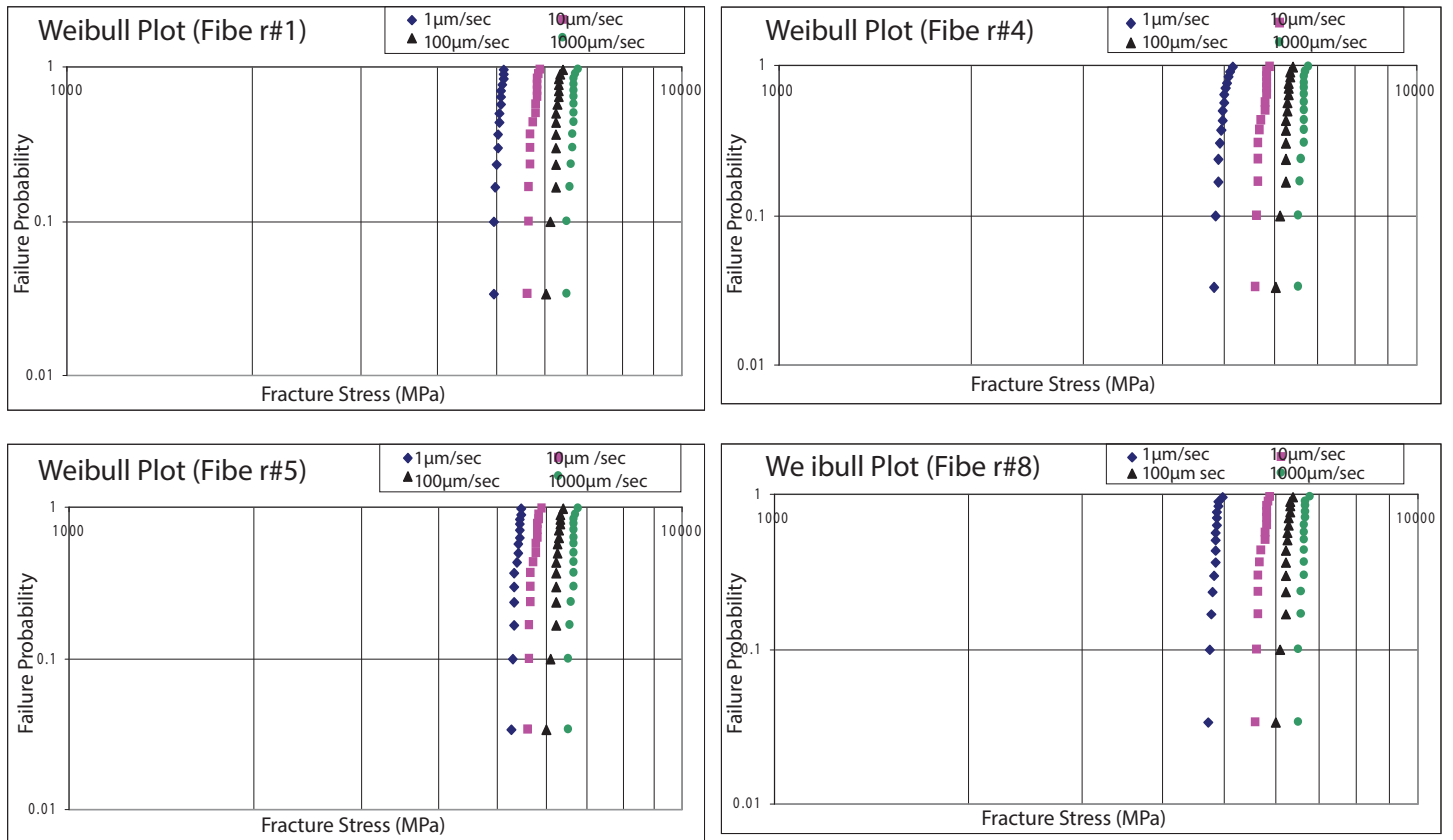 Weibull Plot (Fibe r#1)
1µm/sec 10µm/sec
100µm/sec 1000µm/sec
1
1000 10000
Failure Probability
0.1
0.01
Fracture Stress (MPa)
Weibull Plot (Fibe r#4)
1µm/sec 10µm/sec
100µm/sec 1000µm/sec
1
1000 10000
Failure Probability
0.1
0.01
Fracture Stress (MPa)
Weibull Plot (Fibe r#5)
1µm/sec 10µm /sec
100µm/sec 1000µm /sec
1
1000 10000
Failure Probability
0.1
0.01
Fracture Stress (MPa)
We ibull Plot (Fibe r#8)
1µm/sec 10µm/sec
100µm sec 1000µm/sec
1
1000 10000
Failure Probability
0.1
0.01
Fracture Stress (MPa)